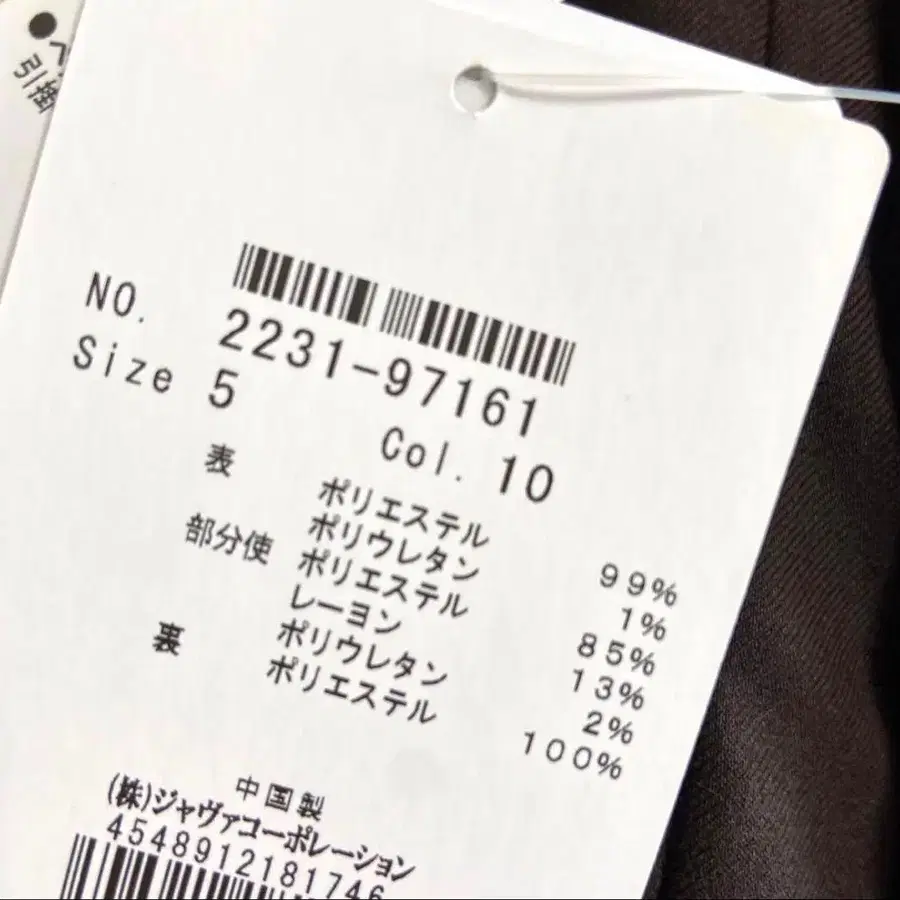 ●ペ
引掛
NO. 2231-97161
Size 5 Col. 10
表 ポリエステル 99%
ポリウレタン 1%
部分使 ポリエステル 85%
レーヨン 13%
ポリウレタン 2%
裏 ポリエステル 100%
中国製
(株)ジャヴァコーポレーション
4548912181746